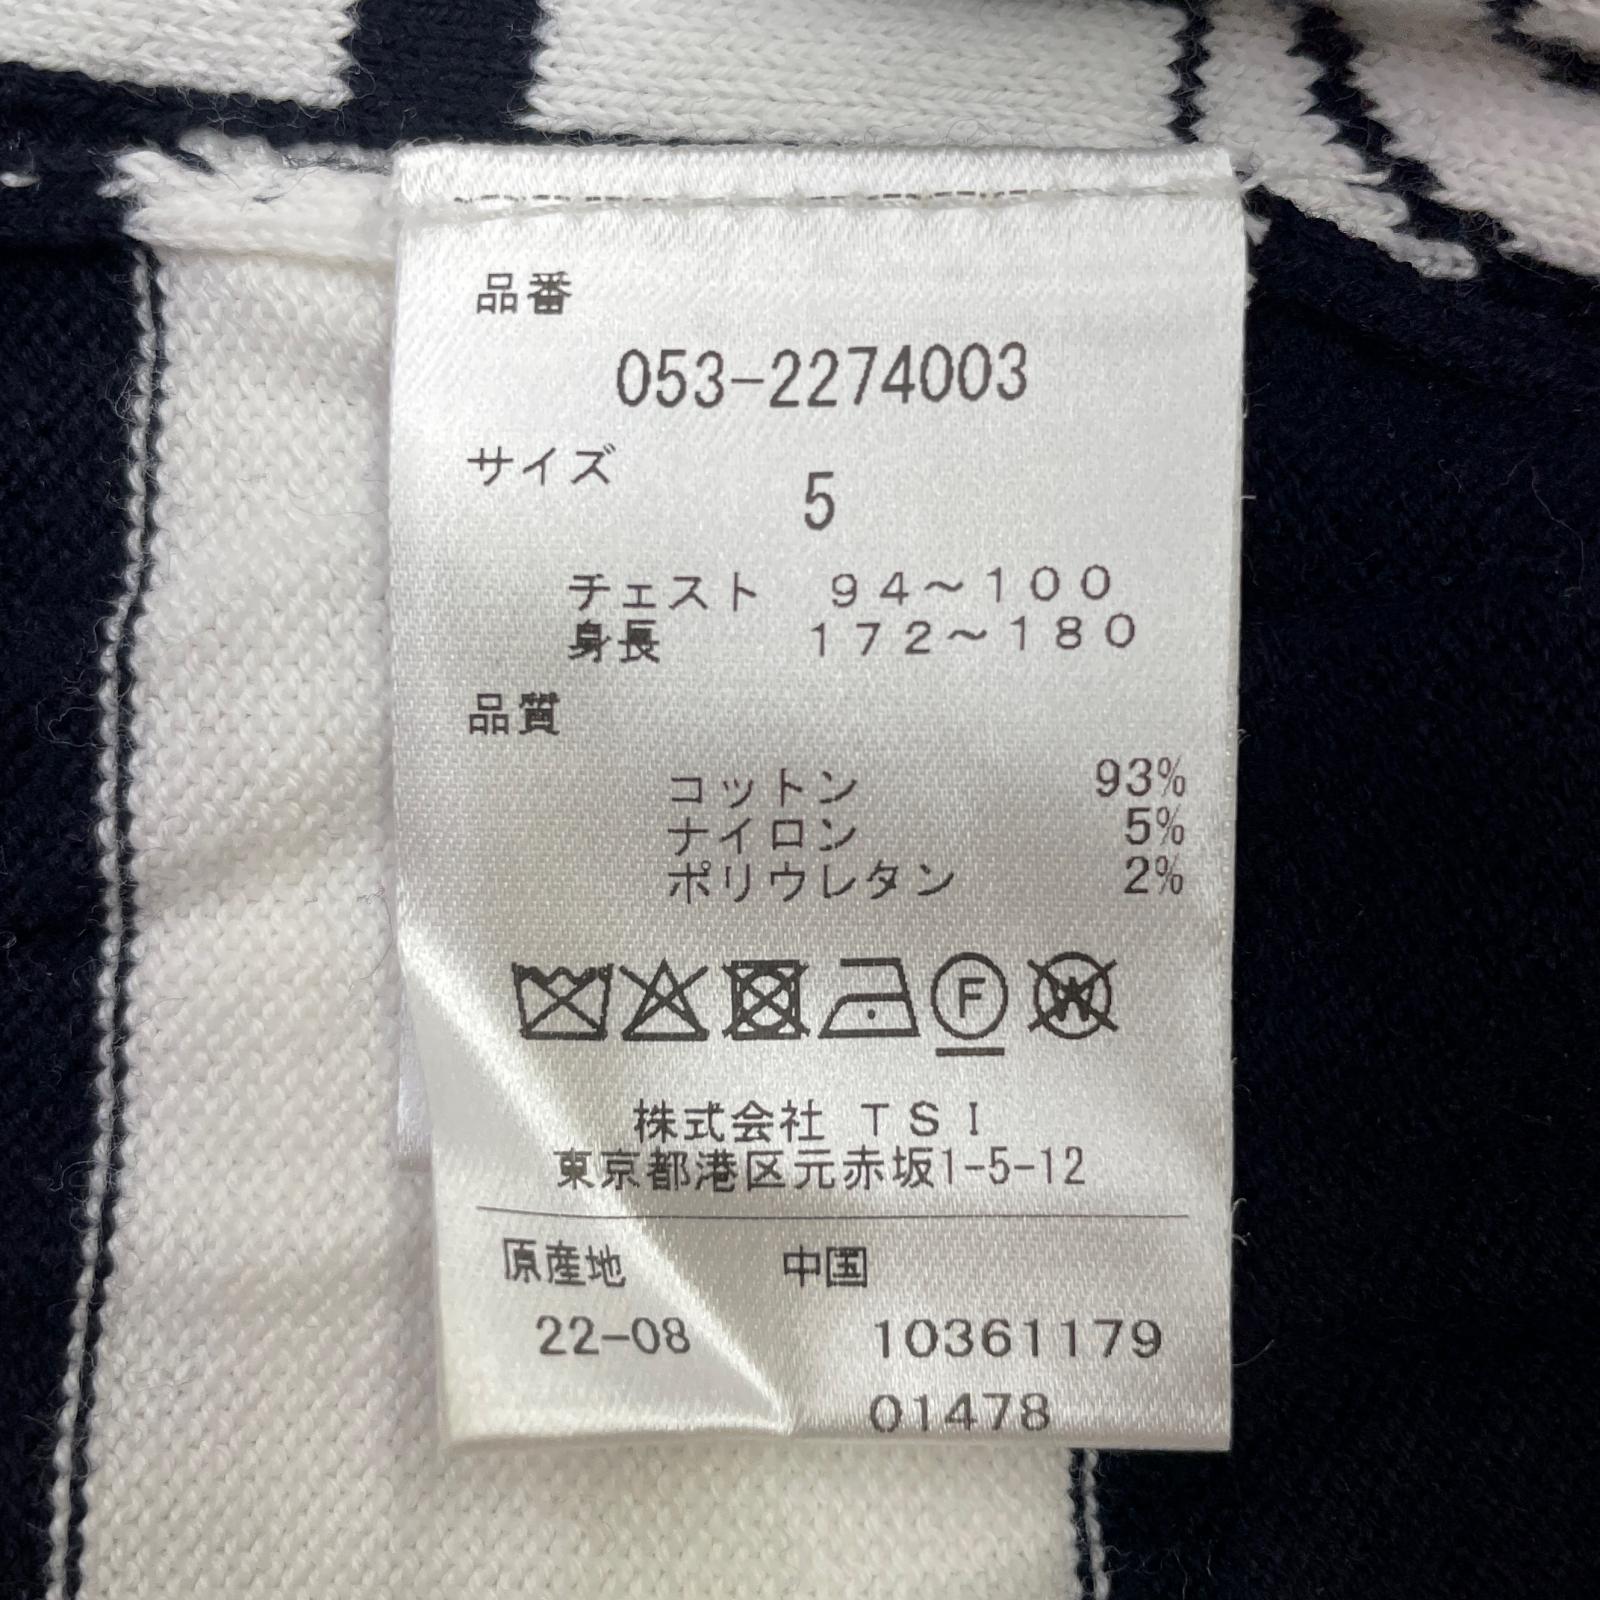 品番
053-2274003
サイズ
5
チェスト 94〜100
身長 172〜180
品質
コットン 93%
ナイロン 5%
ポリウレタン 2%
F W
株式会社 TSI
東京都港区元赤坂1-5-12
原産地 中国
22-08 10361179
01478